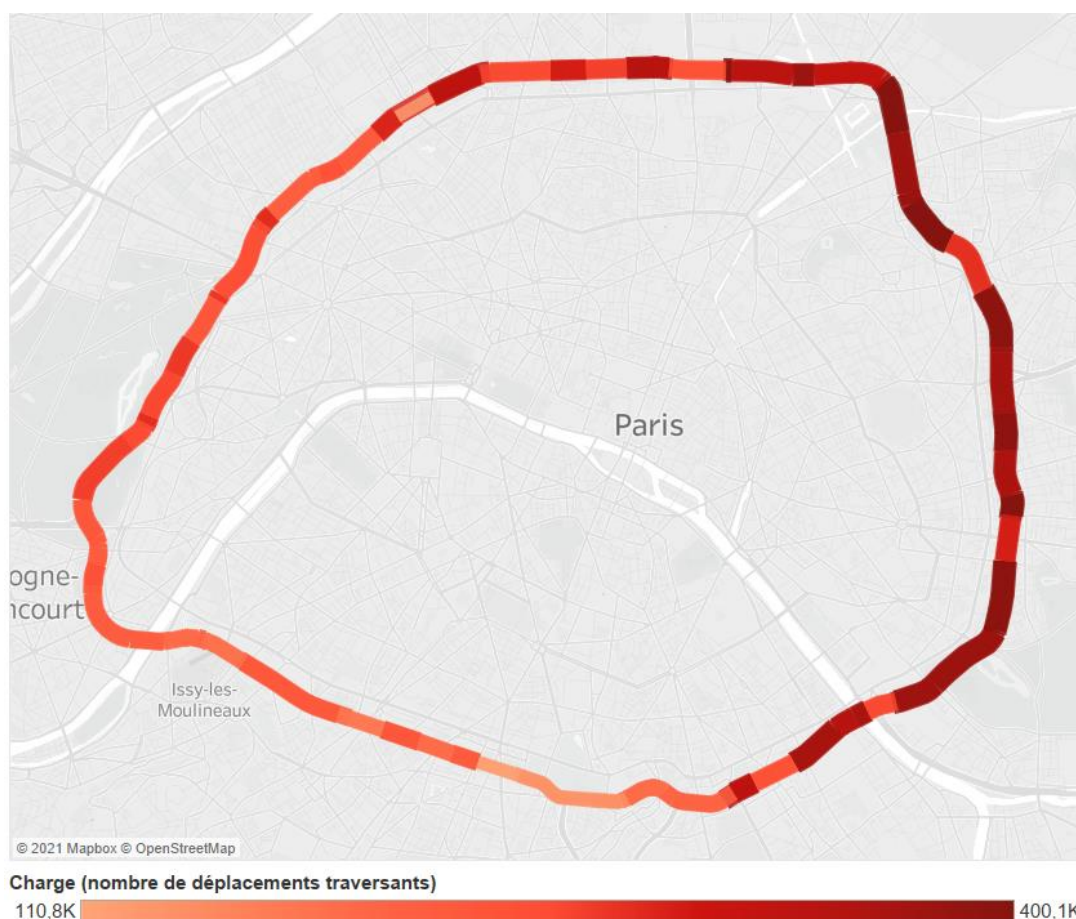 Paris
ogne-
ncourt
Issy-les-
Moulineaux
© 2021 Mapbox © OpenStreetMap
Charge (nombre de déplacements traversants)
110,8K 400,1K